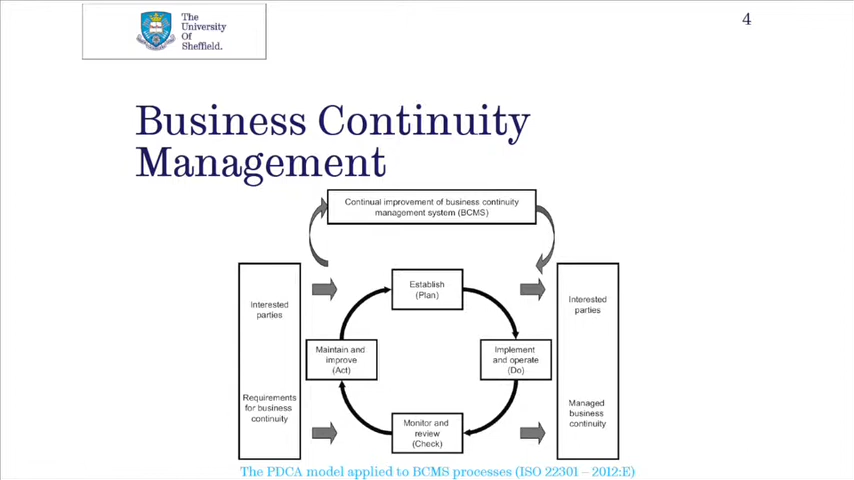 The
University
Of
Sheffield.
4
Business Continuity
Management
Continual improvement of business continuity
management system (BCMS)
Establish
(Plan)
Interested
parties
Interested
parties
Maintain and
improve
(Act)
Implement
and operate
(Do)
Requirements
for business
continuity
Managed
business
continuity
Monitor and
review
(Check)
The PDCA model applied to BCMS processes (ISO 22301 – 2012:E)